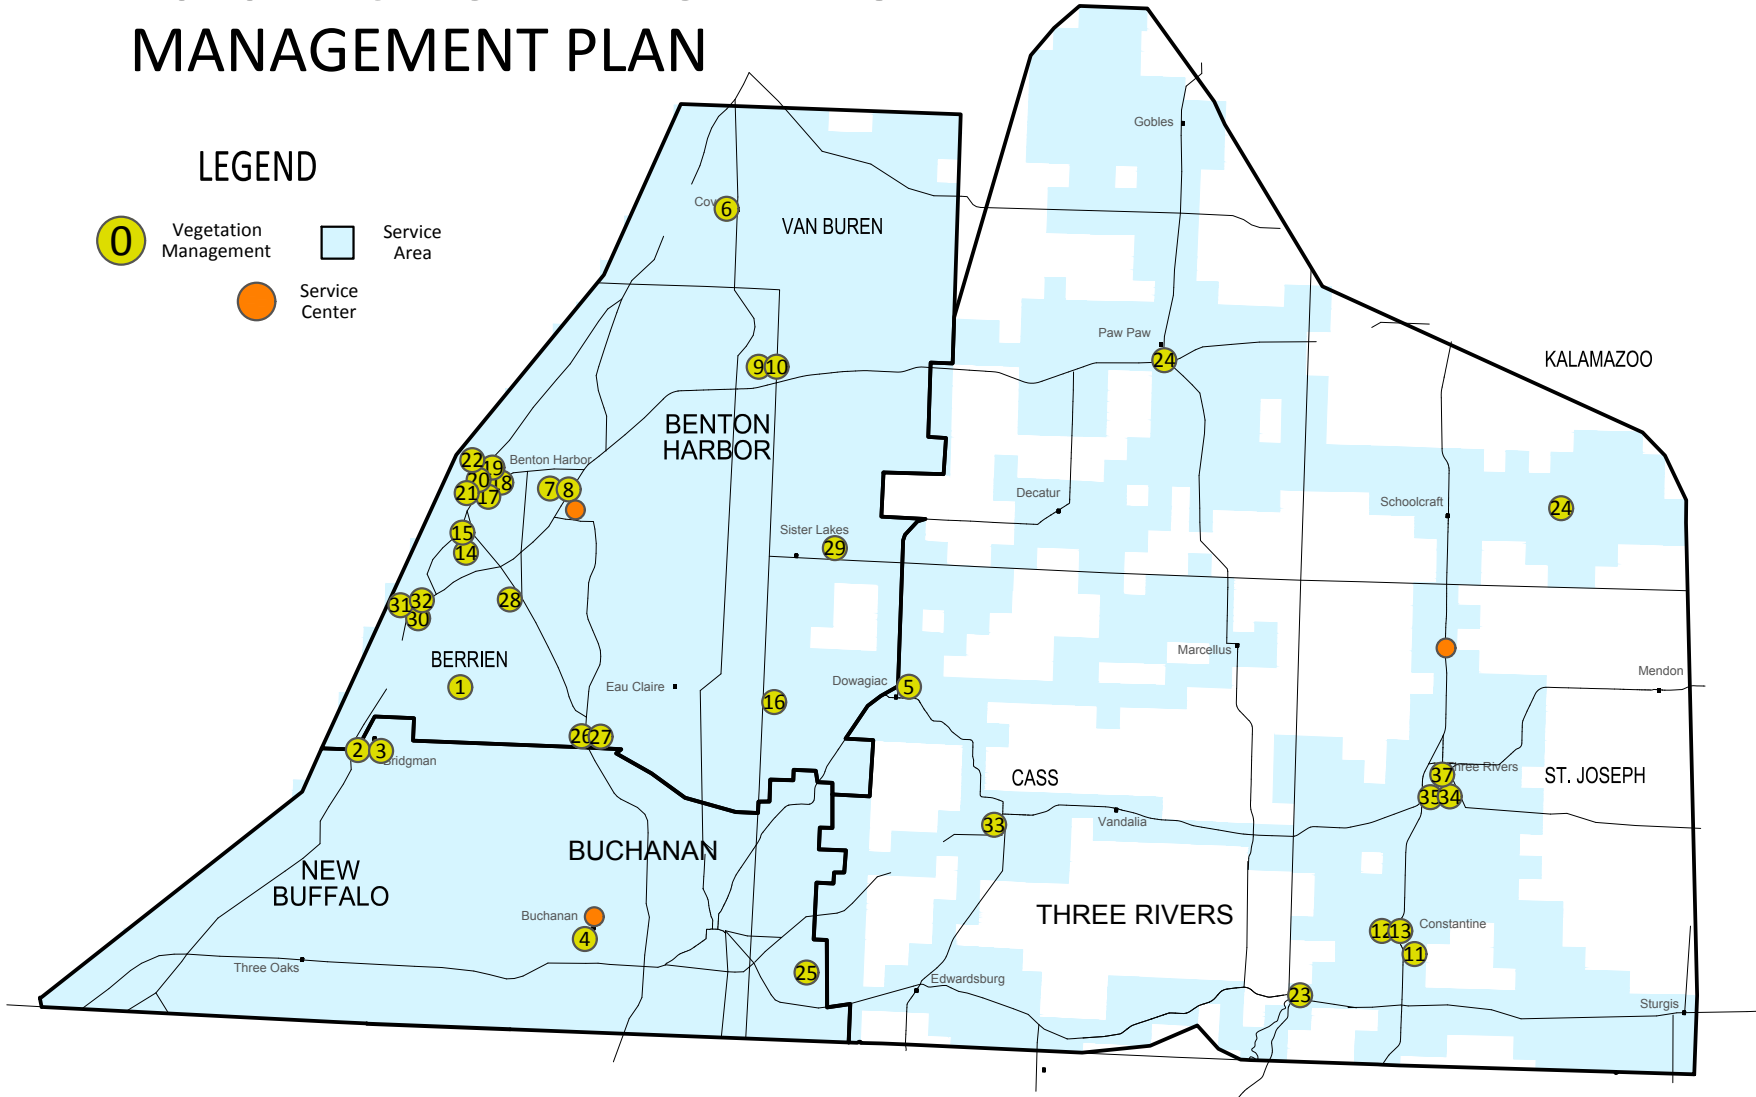 MANAGEMENT PLAN
LEGEND
0
Vegetation
Management
Service
Area
Service
Center
Gobles
6
VAN BUREN
Paw Paw
24
KALAMAZOO
9
10
BENTON
HARBOR
Benton Harbor
22
19
20
18
21
17
7
8
Decatur
Schoolcraft
24
15
14
Sister Lakes
29
31
32
30
28
BERRIEN
1
Eau Claire
16
Dowagiac
5
Marcellus
Mendon
26
27
2
3
Bridgman
CASS
37
Three Rivers
35
34
ST. JOSEPH
33
Vandalia
BUCHANAN
NEW
BUFFALO
Buchanan
4
THREE RIVERS
12
13
Constantine
11
Three Oaks
25
Edwardsburg
23
Sturgis